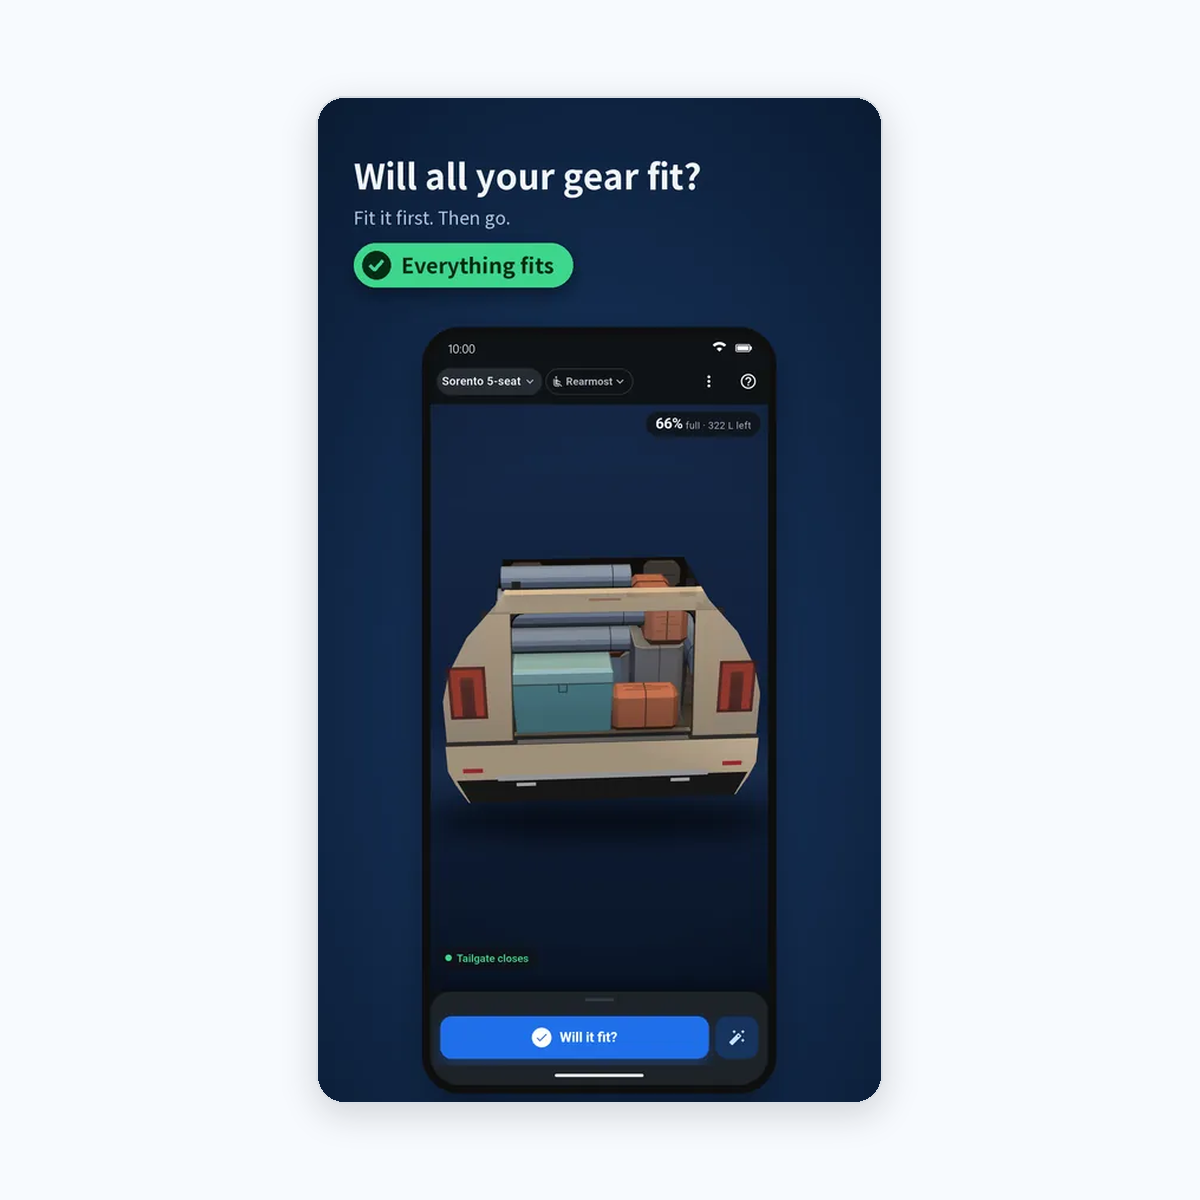 Will all your gear fit?
Fit it first. Then go.
Everything fits
10:00
Sorento 5-seat
Rearmost
66% full · 322 L left
Tailgate closes
Will it fit?